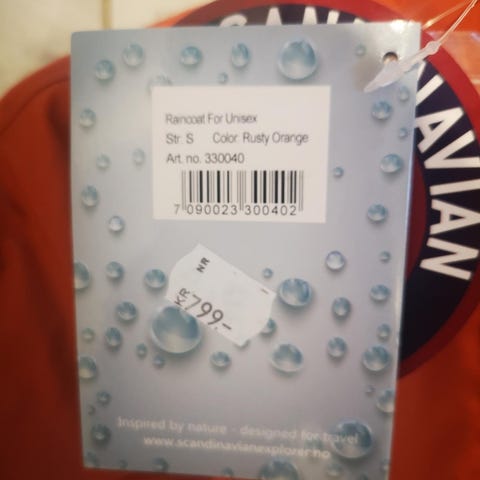 SCANDINAVIAN
Raincoat For Unisex
Str: S Color: Rusty Orange
Art. no. 330040
7 090023 300402
NR
KR 799.-
Inspired by nature - designed for travel
www.scandinavianexplorer.no